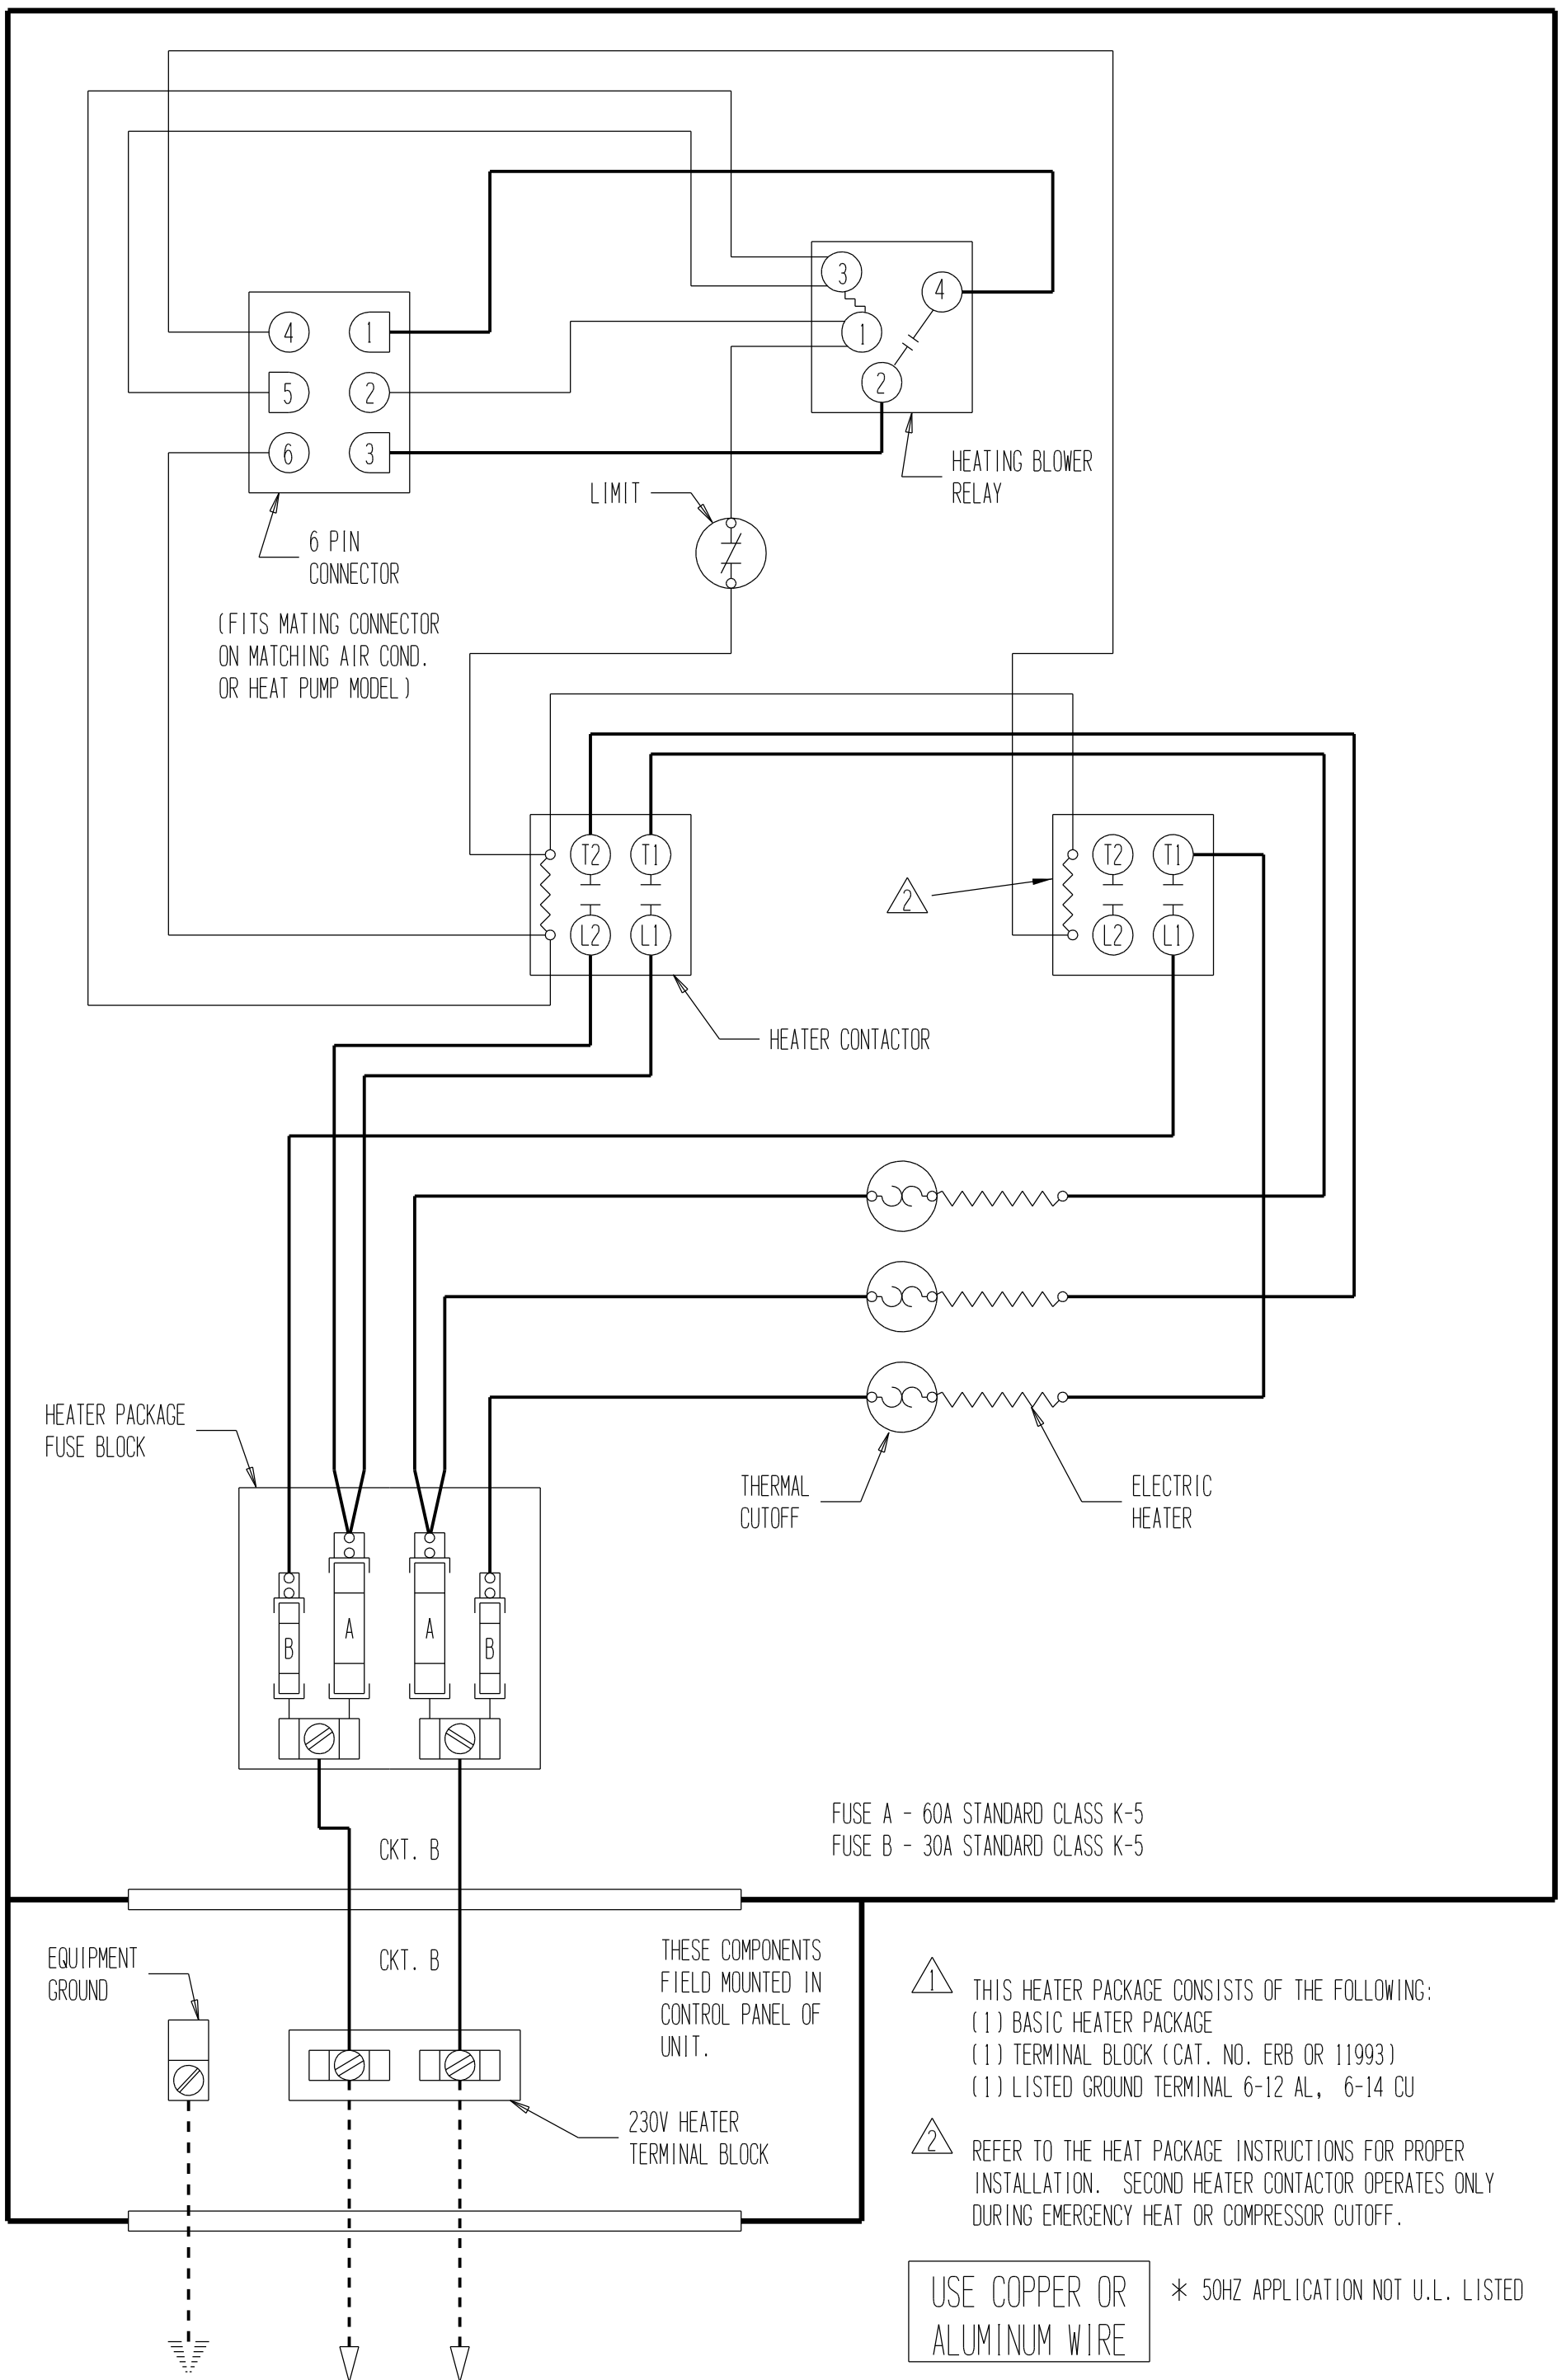 3
4
1
2
4
1
5
2
6
3
HEATING BLOWER
RELAY
LIMIT
6 PIN
CONNECTOR
(FITS MATING CONNECTOR
ON MATCHING AIR COND.
OR HEAT PUMP MODEL)
T2 T1
L2 L1
2
T2 T1
L2 L1
HEATER CONTACTOR
HEATER PACKAGE
FUSE BLOCK
THERMAL
CUTOFF
ELECTRIC
HEATER
B A A B
FUSE A - 60A STANDARD CLASS K-5
FUSE B - 30A STANDARD CLASS K-5
CKT. B
CKT. B
EQUIPMENT
GROUND
THESE COMPONENTS
FIELD MOUNTED IN
CONTROL PANEL OF
UNIT.
230V HEATER
TERMINAL BLOCK
1 THIS HEATER PACKAGE CONSISTS OF THE FOLLOWING:
(1) BASIC HEATER PACKAGE
(1) TERMINAL BLOCK (CAT. NO. ERB OR 11993)
(1) LISTED GROUND TERMINAL 6-12 AL, 6-14 CU
2 REFER TO THE HEAT PACKAGE INSTRUCTIONS FOR PROPER
INSTALLATION. SECOND HEATER CONTACTOR OPERATES ONLY
DURING EMERGENCY HEAT OR COMPRESSOR CUTOFF.
USE COPPER OR
ALUMINUM WIRE
* 50HZ APPLICATION NOT U.L. LISTED